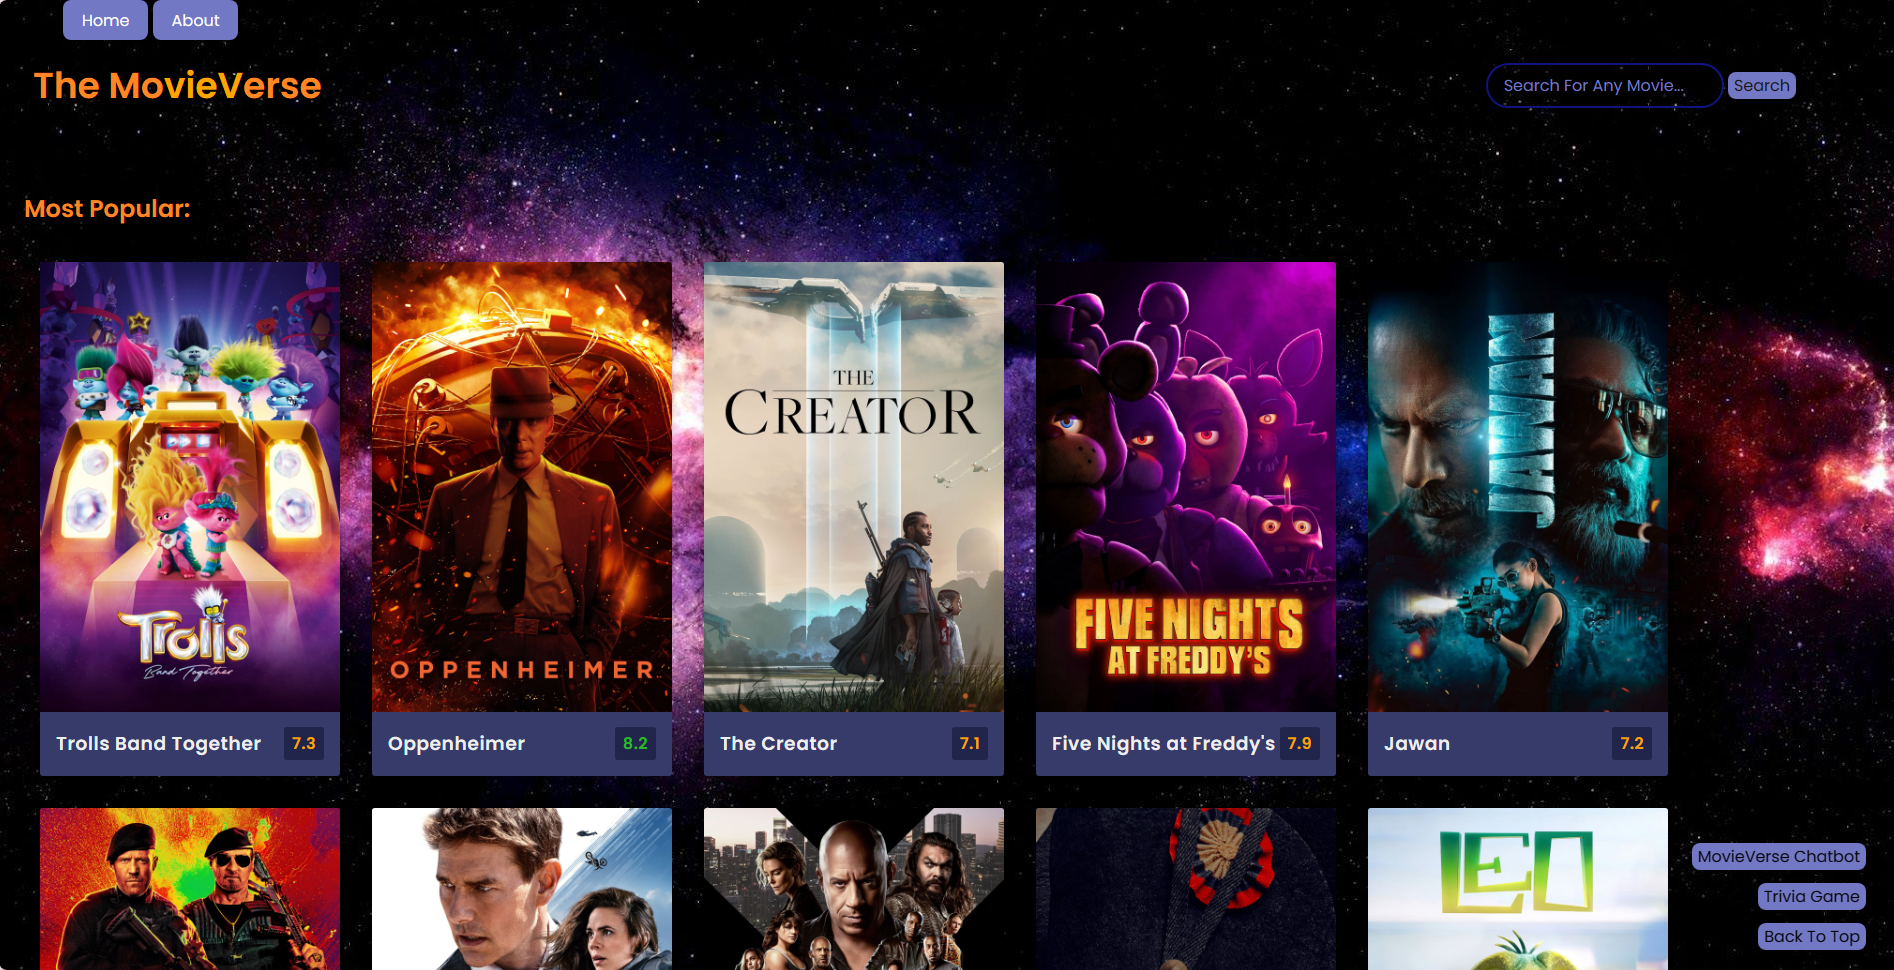 Home About
The MovieVerse
Search For Any Movie... Search
Most Popular:
Trolls
Band Together
OPPENHEIMER
THE
CREATOR
FIVE NIGHTS
AT FREDDY'S
JAWAN
Trolls Band Together 7.3
Oppenheimer 8.2
The Creator 7.1
Five Nights at Freddy's 7.9
Jawan 7.2
LEO
MovieVerse Chatbot
Trivia Game
Back To Top